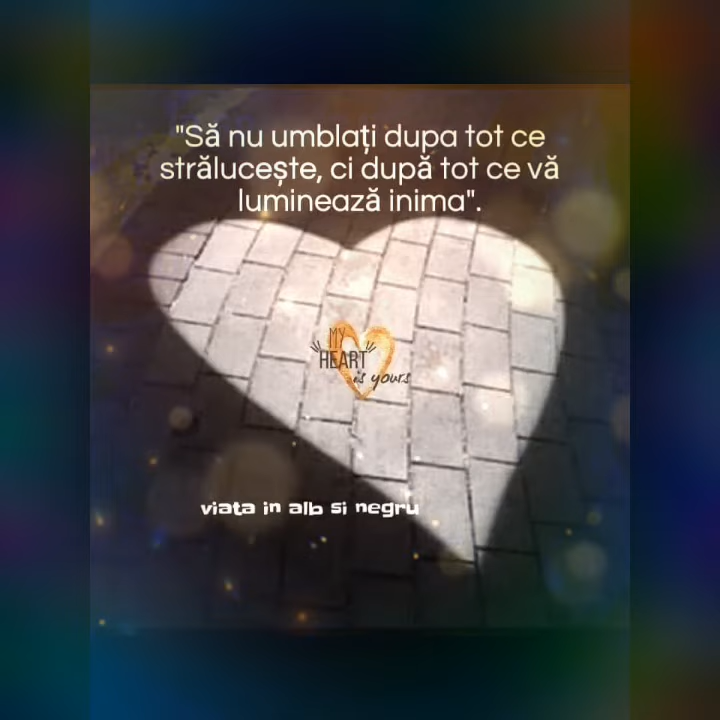 "Să nu umblați dupa tot ce
strălucește, ci după tot ce vă
luminează inima".
MY
HEART
is yours
viata in alb si negru